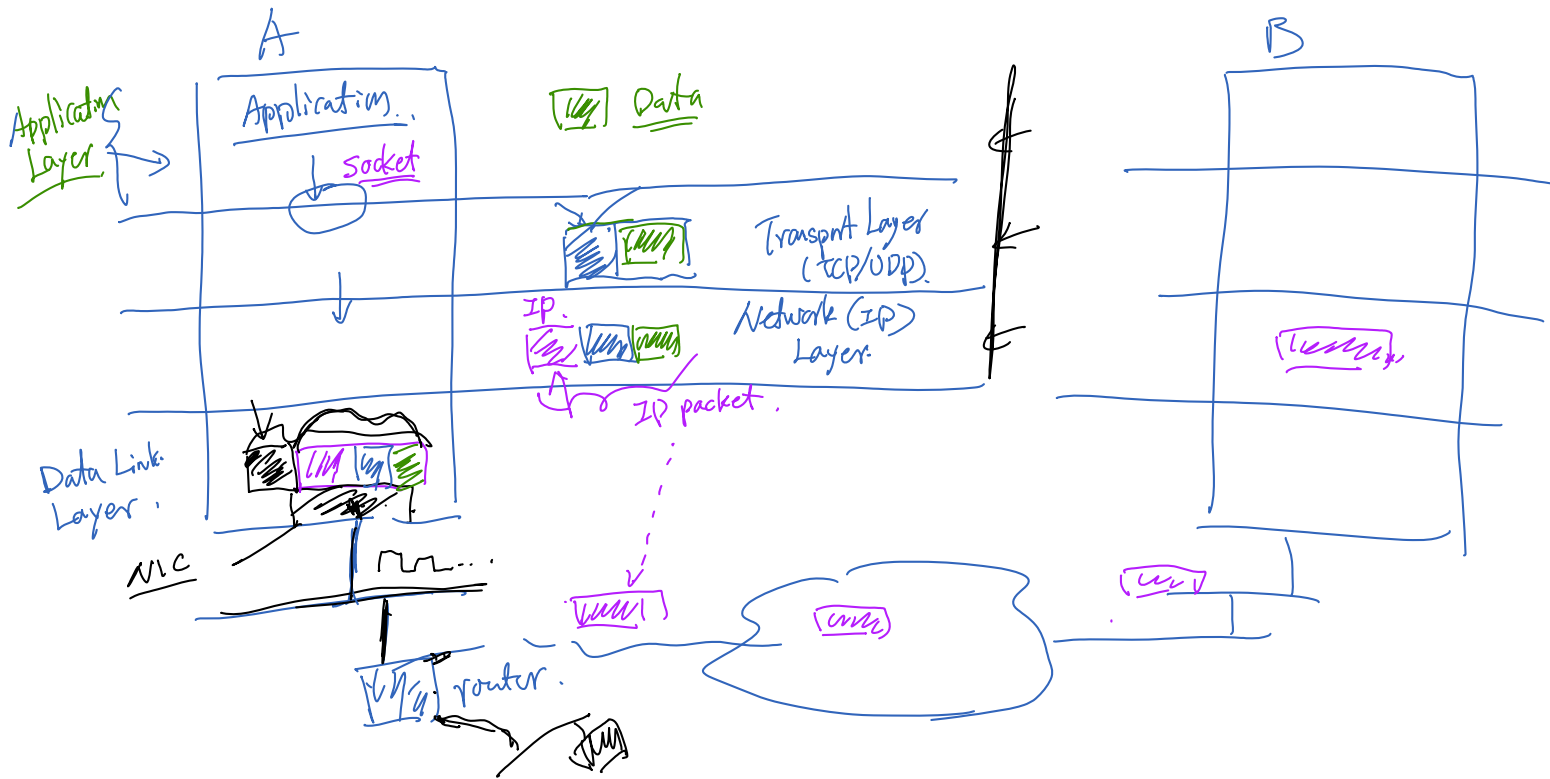 A
B
Application
Layer
Application..
socket
Data
Transport Layer
(TCP/UDP).
IP.
Network (IP)
Layer.
IP packet.
Data Link.
Layer.
NIC
router.